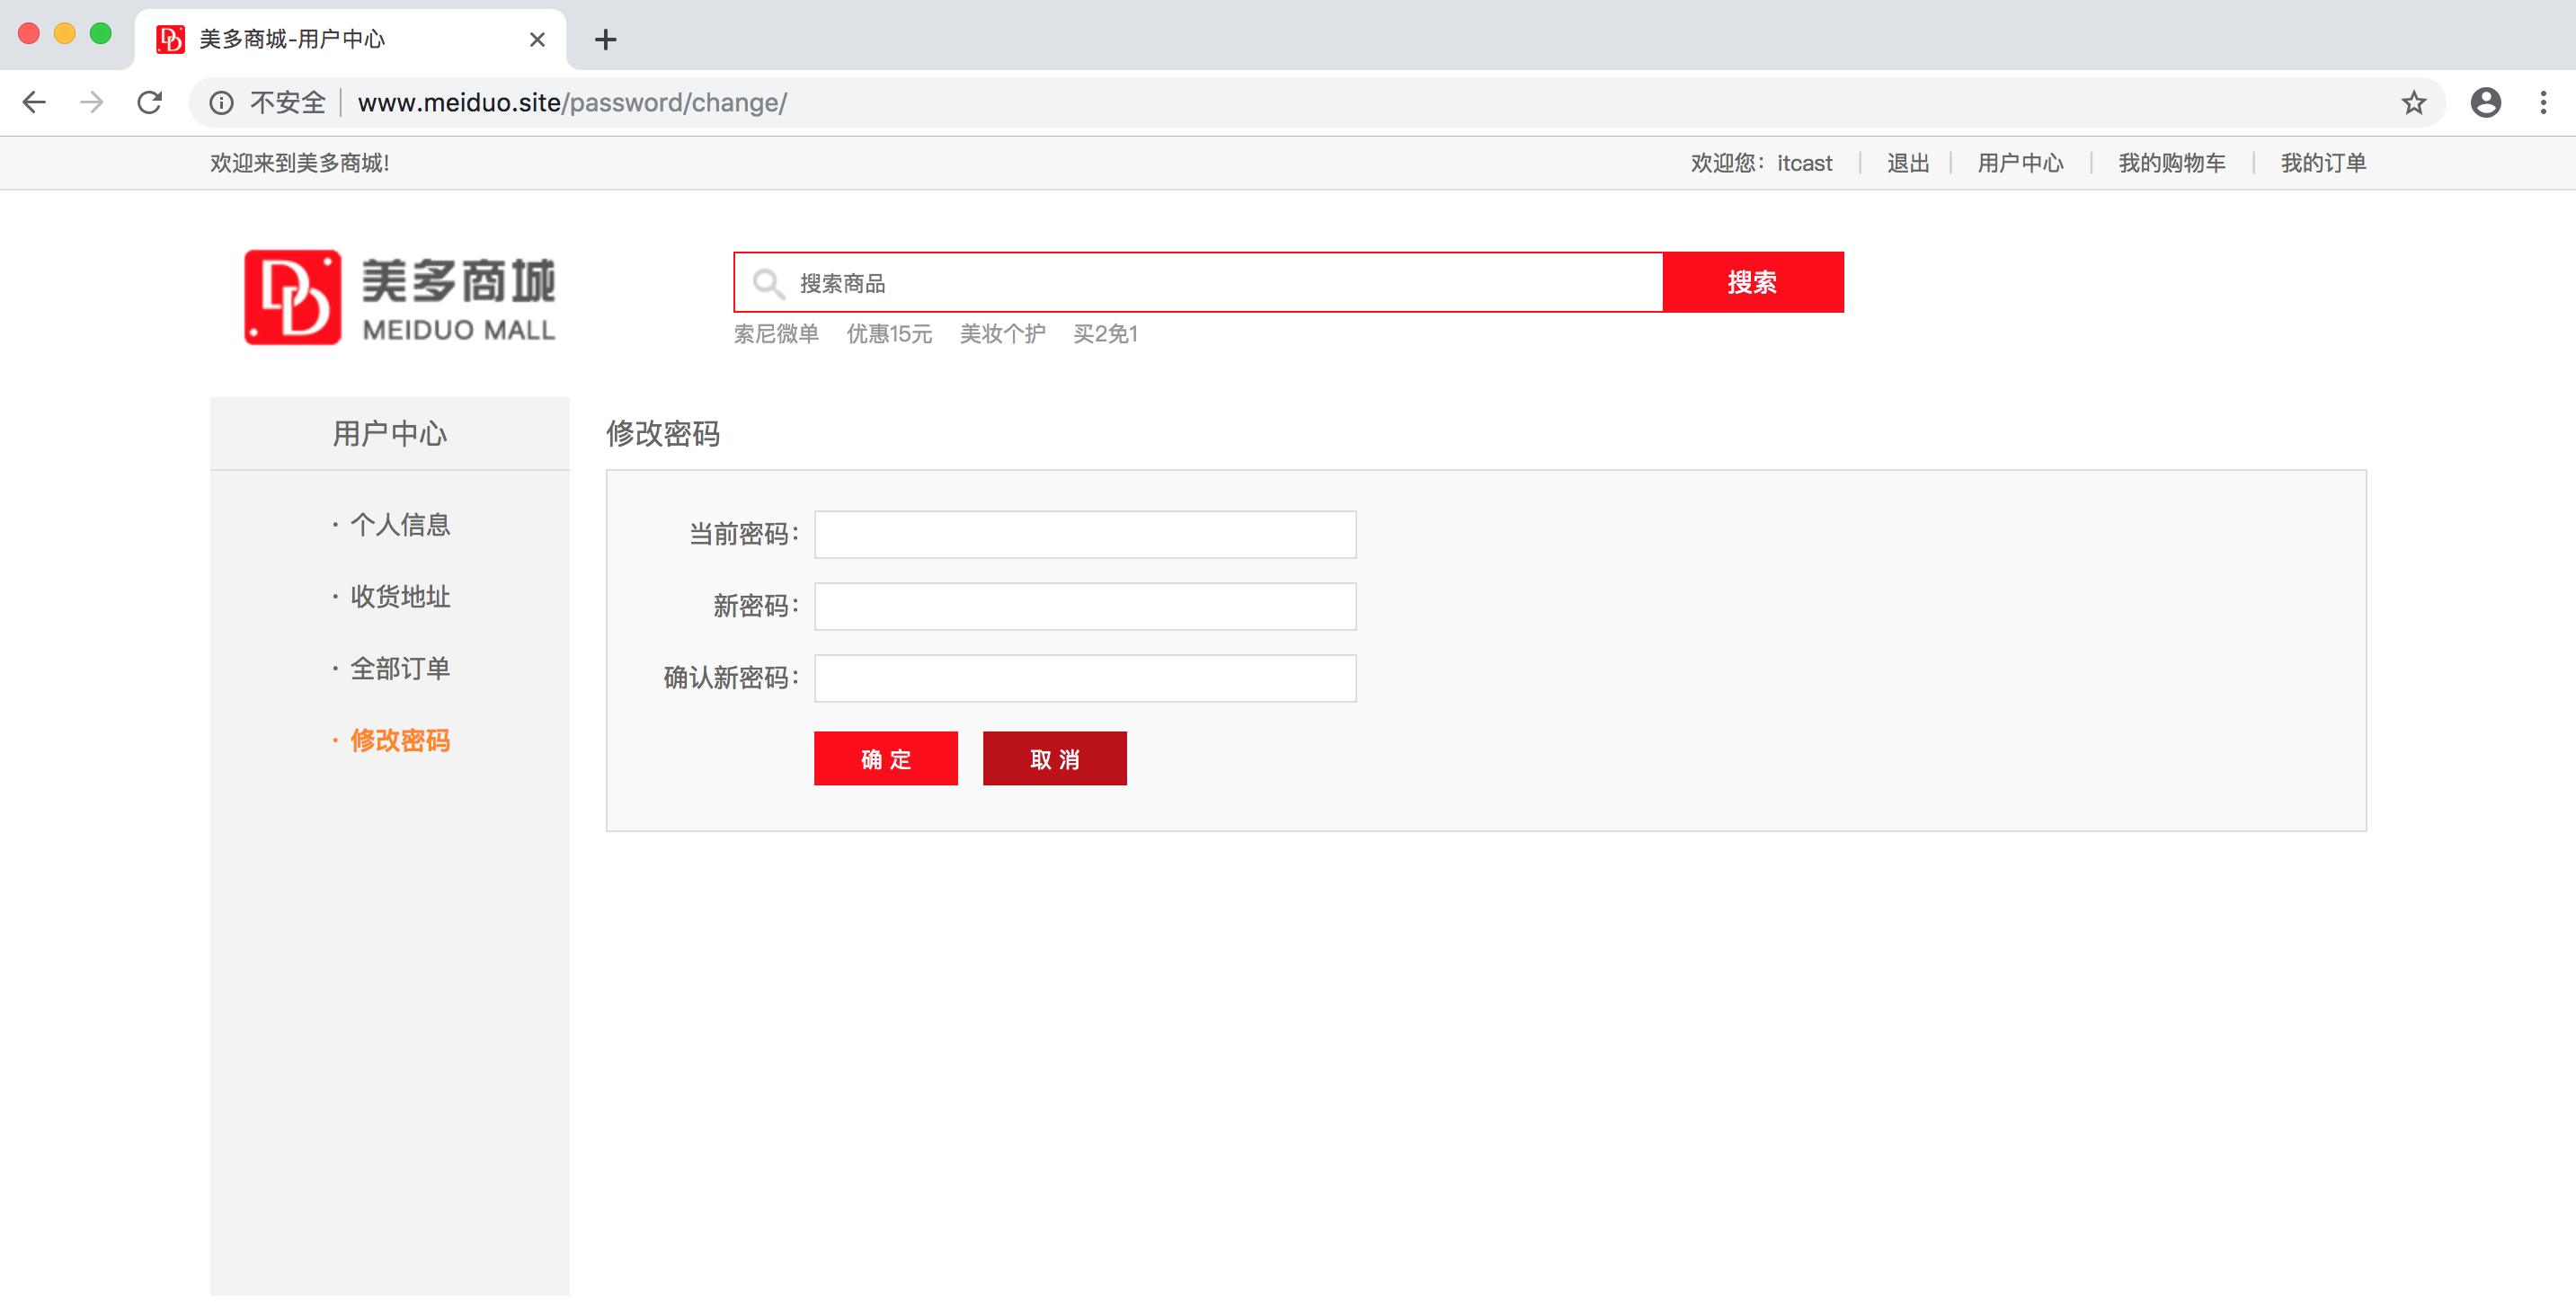 美多商城-用户中心
不安全 www.meiduo.site/password/change/
欢迎来到美多商城!
欢迎您：itcast | 退出 | 用户中心 | 我的购物车 | 我的订单
美多商城
MEIDUO MALL
搜索商品
搜索
索尼微单 优惠15元 美妆个护 买2免1
用户中心
· 个人信息
· 收货地址
· 全部订单
· 修改密码
修改密码
当前密码：
新密码：
确认新密码：
确 定
取 消